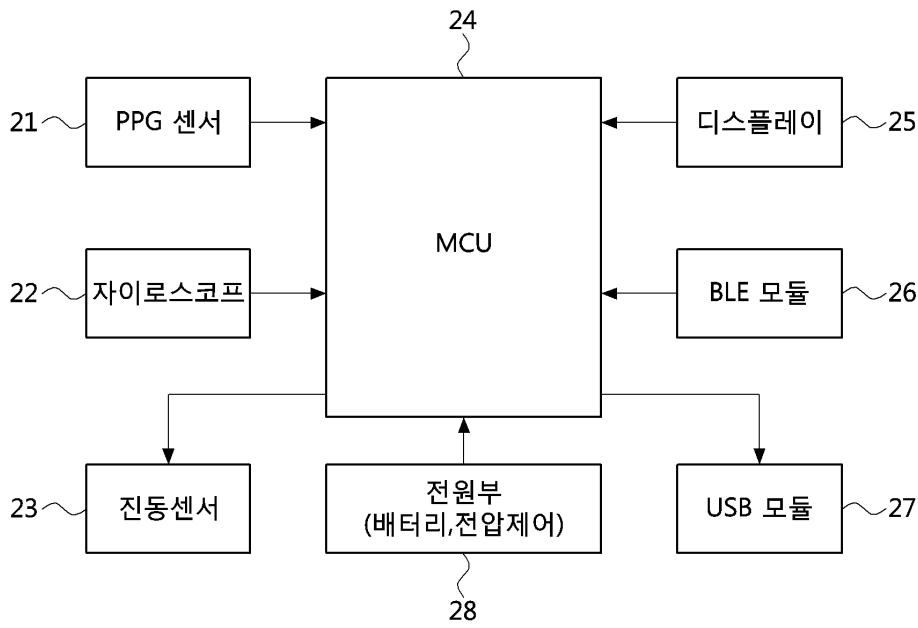 24
21
PPG 센서
디스플레이
25
MCU
22
자이로스코프
BLE 모듈
26
23
진동센서
전원부
(배터리,전압제어)
USB 모듈
27
28